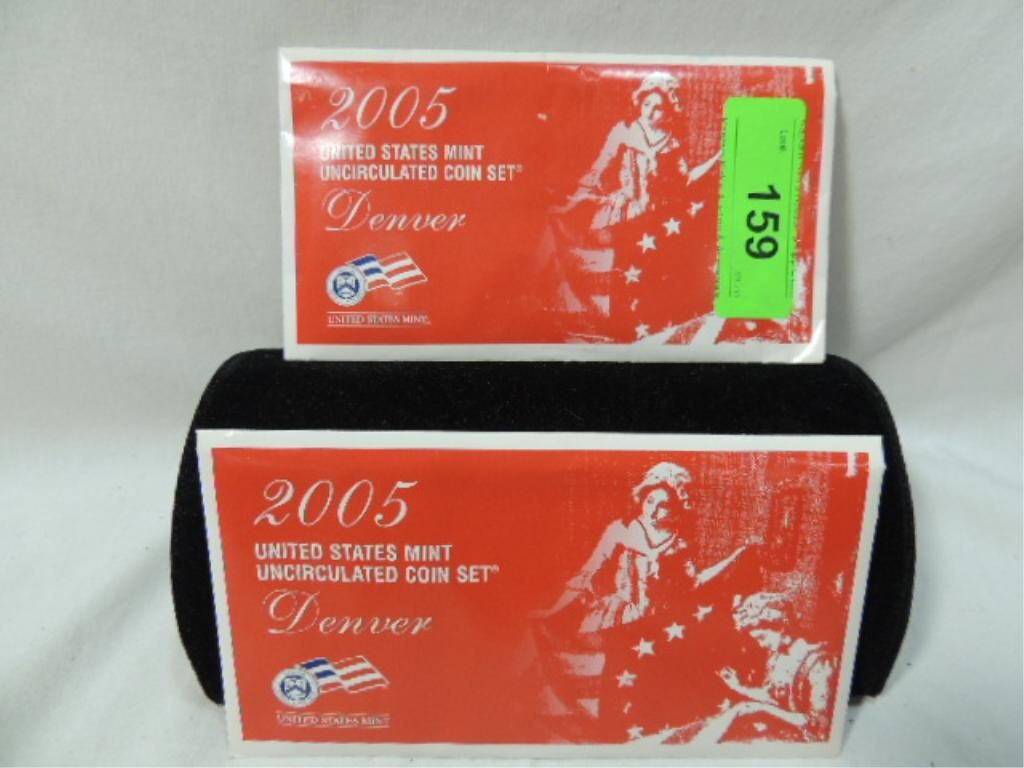 2005
UNITED STATES MINT
UNCIRCULATED COIN SET®
Denver
UNITED STATES MINT
159
2005
UNITED STATES MINT
UNCIRCULATED COIN SET®
Denver
UNITED STATES MINT